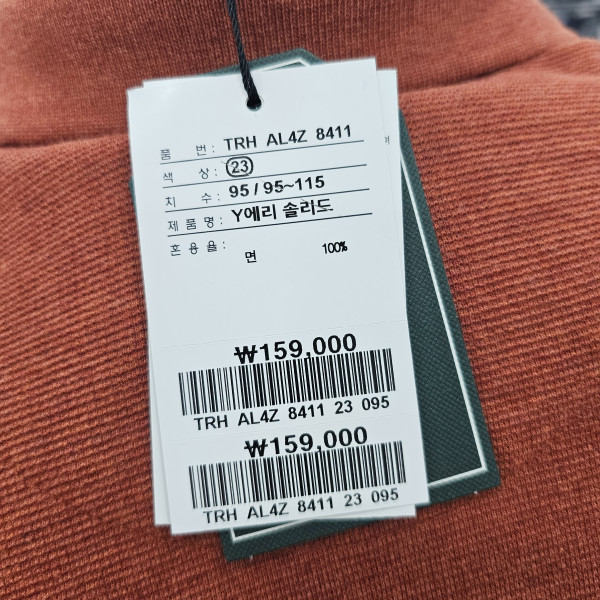 품 번: TRH AL4Z 8411
색 상: 23
치 수: 95 / 95~115
제 품 명: Y에리 솔리드
혼 용 율:
면 100%
₩159,000
TRH AL4Z 8411 23 095
₩159,000
TRH AL4Z 8411 23 095